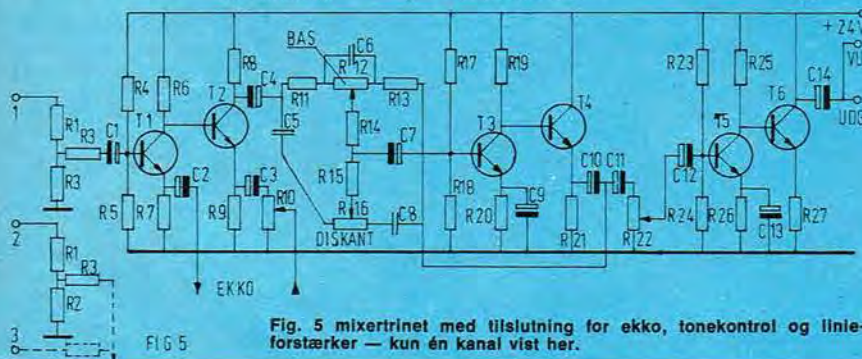 + 24V
VU
UDG
BAS
C6
R 12
R4
R6
R8
C4
R11
R13
R17
R19
R23
R25
C14
T1
T2
T3
T4
T5
T6
1
R1
R3
C1
R3
C5
R14
C7
C10
C11
C12
C2
C3
R10
R15
R5
R7
R9
R 16
C8
R18
R20
C9
R21
R22
R24
R26
C13
R27
DISKANT
2
R1
R3
R2
EKKO
3
FIG 5
Fig. 5 mixertrinet med tilslutning for ekko, tonekontrol og linie-
forstærker — kun én kanal vist her.